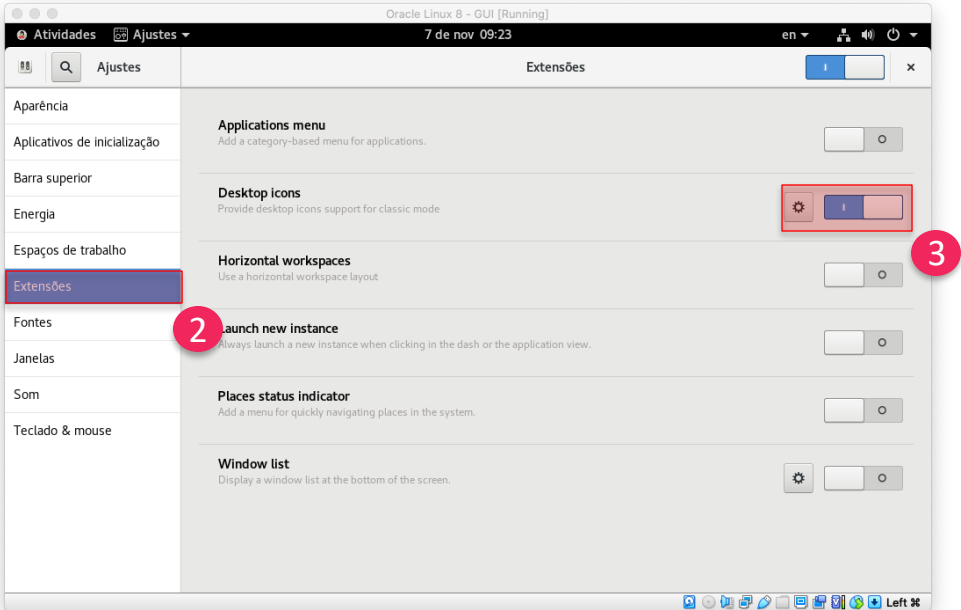 Oracle Linux 8 - GUI [Running]
Atividades Ajustes 7 de nov 09:23 en
Ajustes Extensões
Aparência
Aplicativos de inicialização
Barra superior
Energia
Espaços de trabalho
Extensões
Fontes
Janelas
Som
Teclado & mouse
Applications menu
Add a category-based menu for applications.
Desktop icons
Provide desktop icons support for classic mode
3
Horizontal workspaces
Use a horizontal workspace layout
2
Launch new instance
Always launch a new instance when clicking in the dash or the application view.
Places status indicator
Add a menu for quickly navigating places in the system.
Window list
Display a window list at the bottom of the screen.
Left ⌘